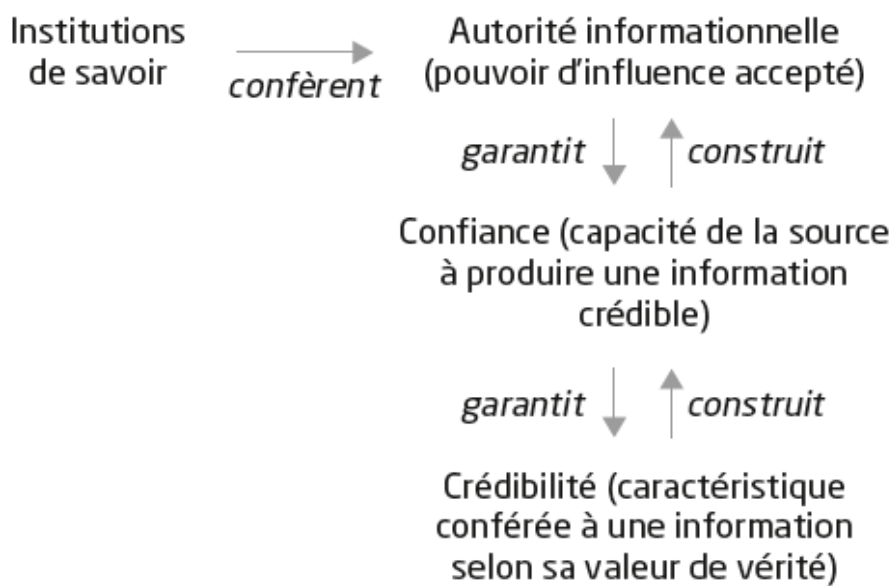 Institutions
de savoir
confèrent
Autorité informationnelle
(pouvoir d'influence accepté)
garantit
construit
Confiance (capacité de la source
à produire une information
crédible)
garantit
construit
Crédibilité (caractéristique
conférée à une information
selon sa valeur de vérité)